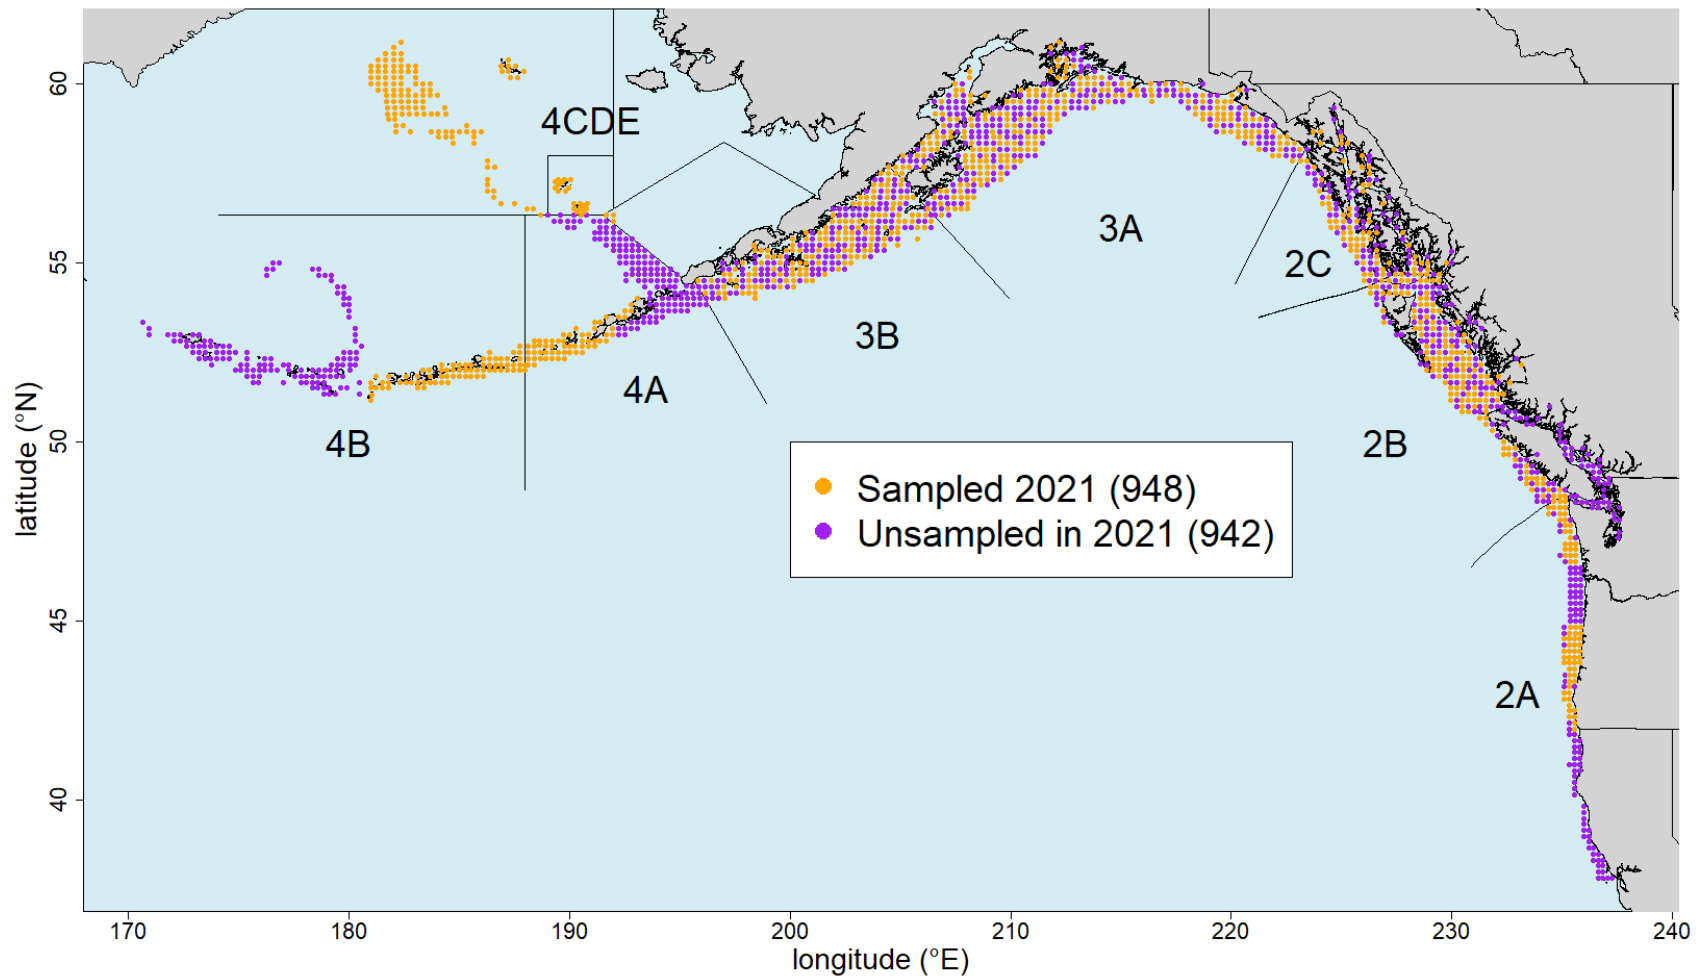 60
55
50
45
40
latitude (°N)
4CDE
3A
2C
3B
4A
4B
2B
2A
Sampled 2021 (948)
Unsampled in 2021 (942)
170
180
190
200
210
220
230
240
longitude (°E)